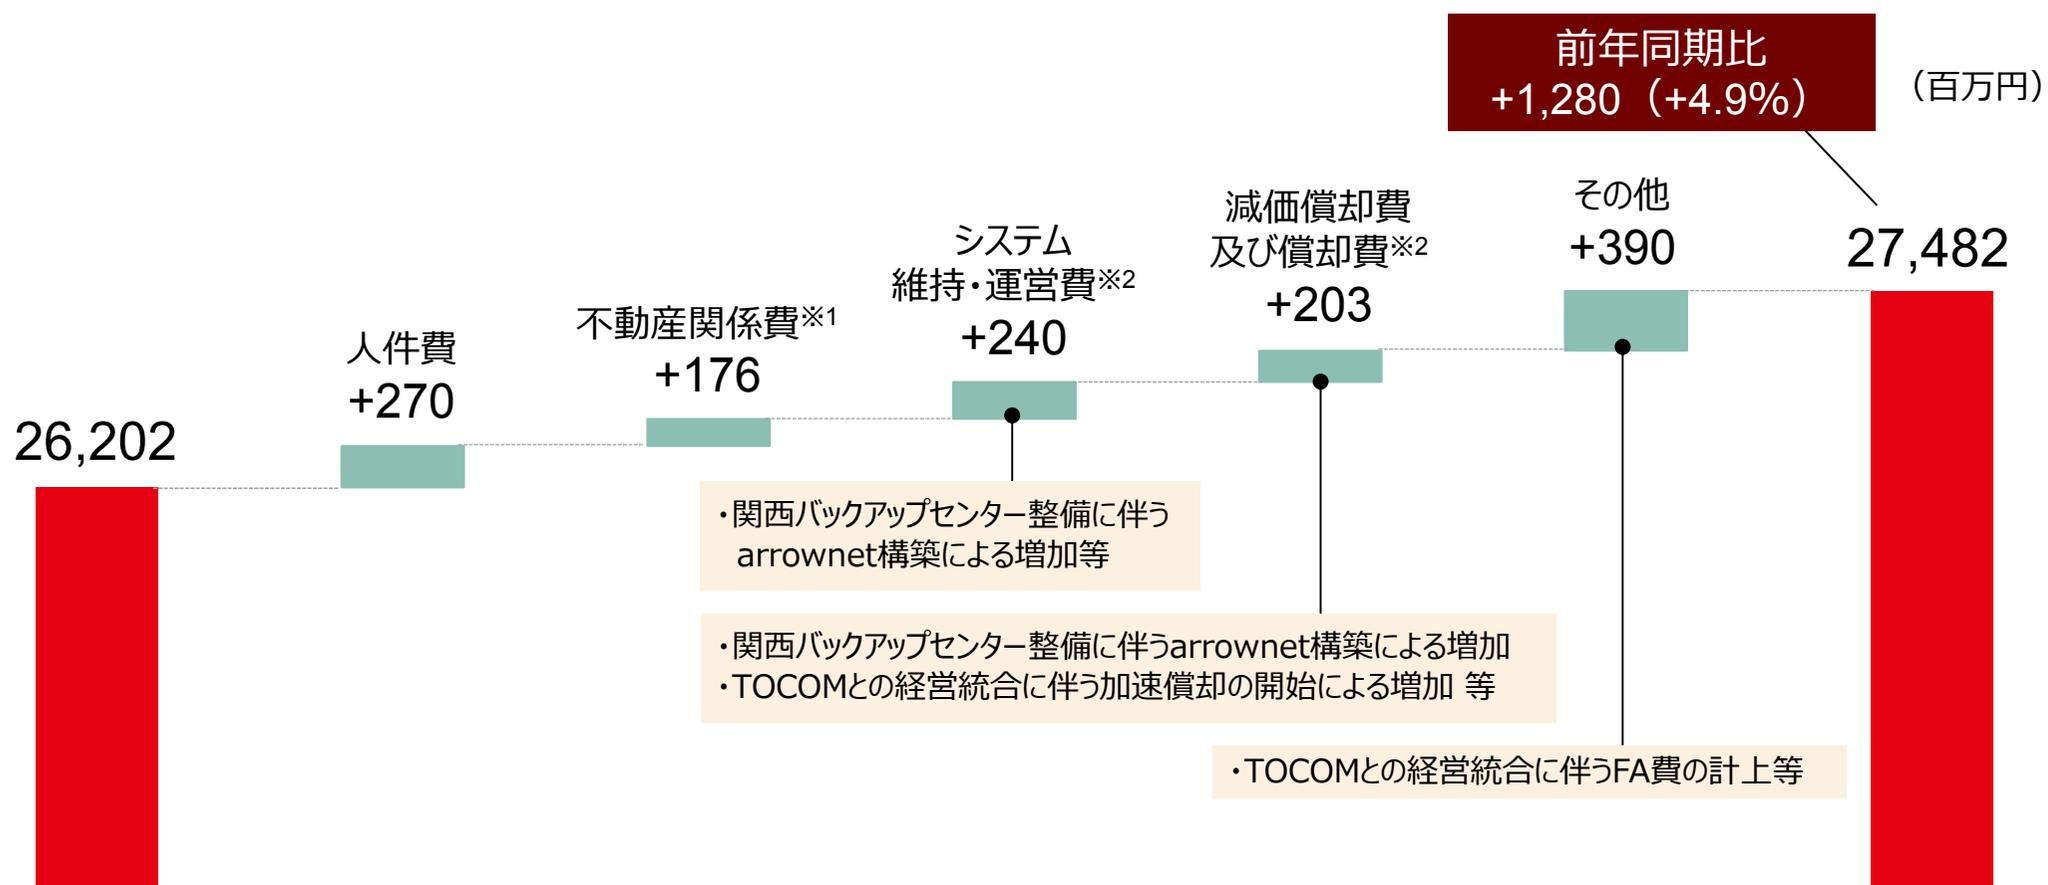 前年同期比
+1,280（+4.9%）
（百万円）
26,202
人件費
+270
不動産関係費※1
+176
システム
維持・運営費※2
+240
減価償却費
及び償却費※2
+203
その他
+390
27,482
・関西バックアップセンター整備に伴う
arrownet構築による増加等
・関西バックアップセンター整備に伴うarrownet構築による増加
・TOCOMとの経営統合に伴う加速償却の開始による増加 等
・TOCOMとの経営統合に伴うFA費の計上等